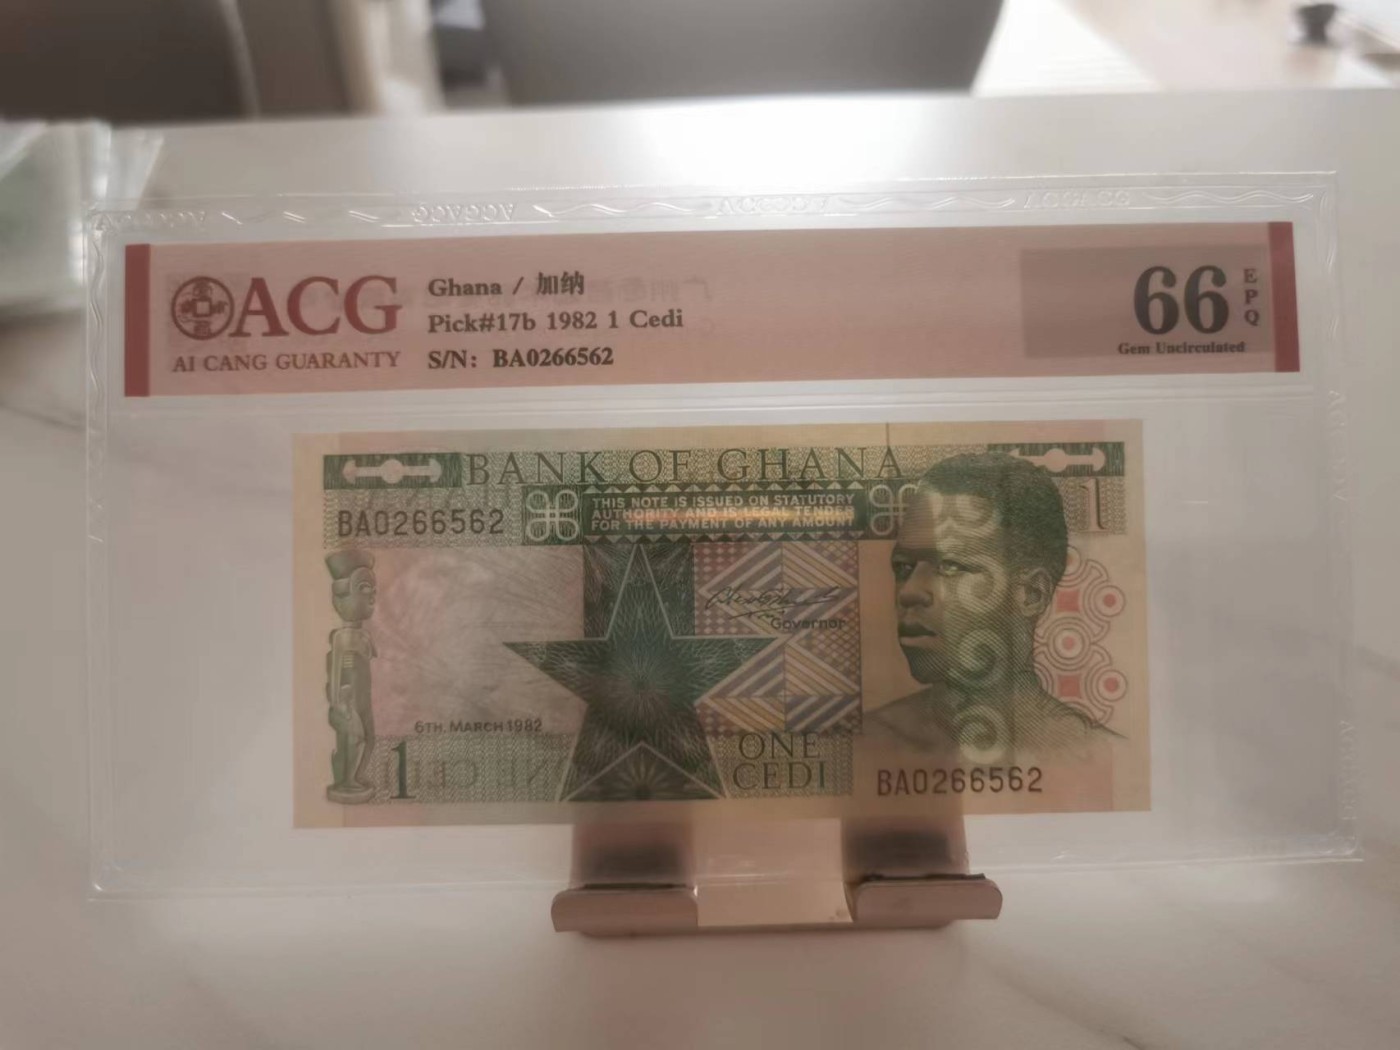 ACG
AI CANG GUARANTY
Ghana / 加纳
Pick#17b 1982 1 Cedi
S/N: BA0266562
66
EPQ
Gem Uncirculated
BANK OF GHANA
THIS NOTE IS ISSUED ON STATUTORY
AUTHORITY AND IS LEGAL TENDER
FOR THE PAYMENT OF ANY AMOUNT
1
BA0266562
Governor
6TH. MARCH 1982
1
ONE
CEDI
BA0266562